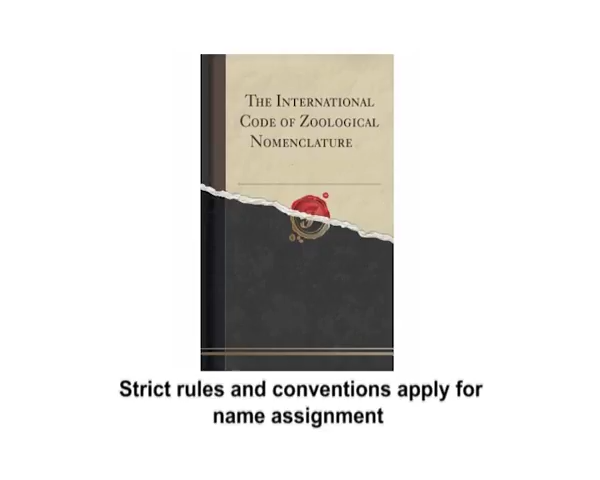 The International
Code of Zoological
Nomenclature
Strict rules and conventions apply for
name assignment